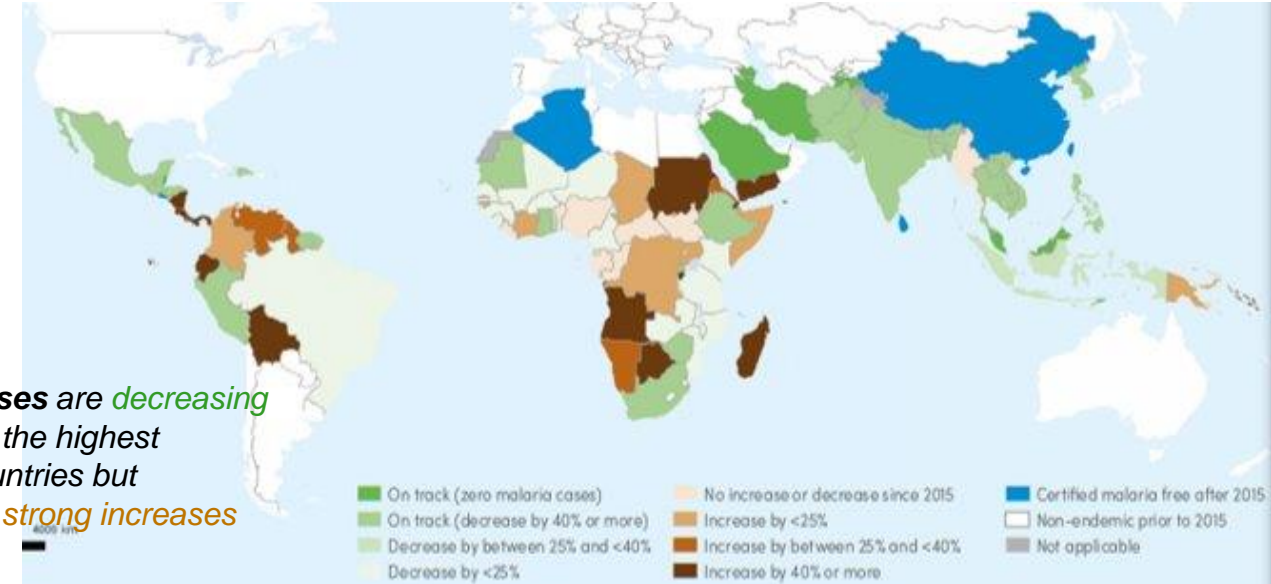 ses are decreasing
the highest
untries but
strong increases
4000 km
On track (zero malaria cases)
On track (decrease by 40% or more)
Decrease by between 25% and <40%
Decrease by <25%
No increase or decrease since 2015
Increase by <25%
Increase by between 25% and <40%
Increase by 40% or more
Certified malaria free after 2015
Non-endemic prior to 2015
Not applicable